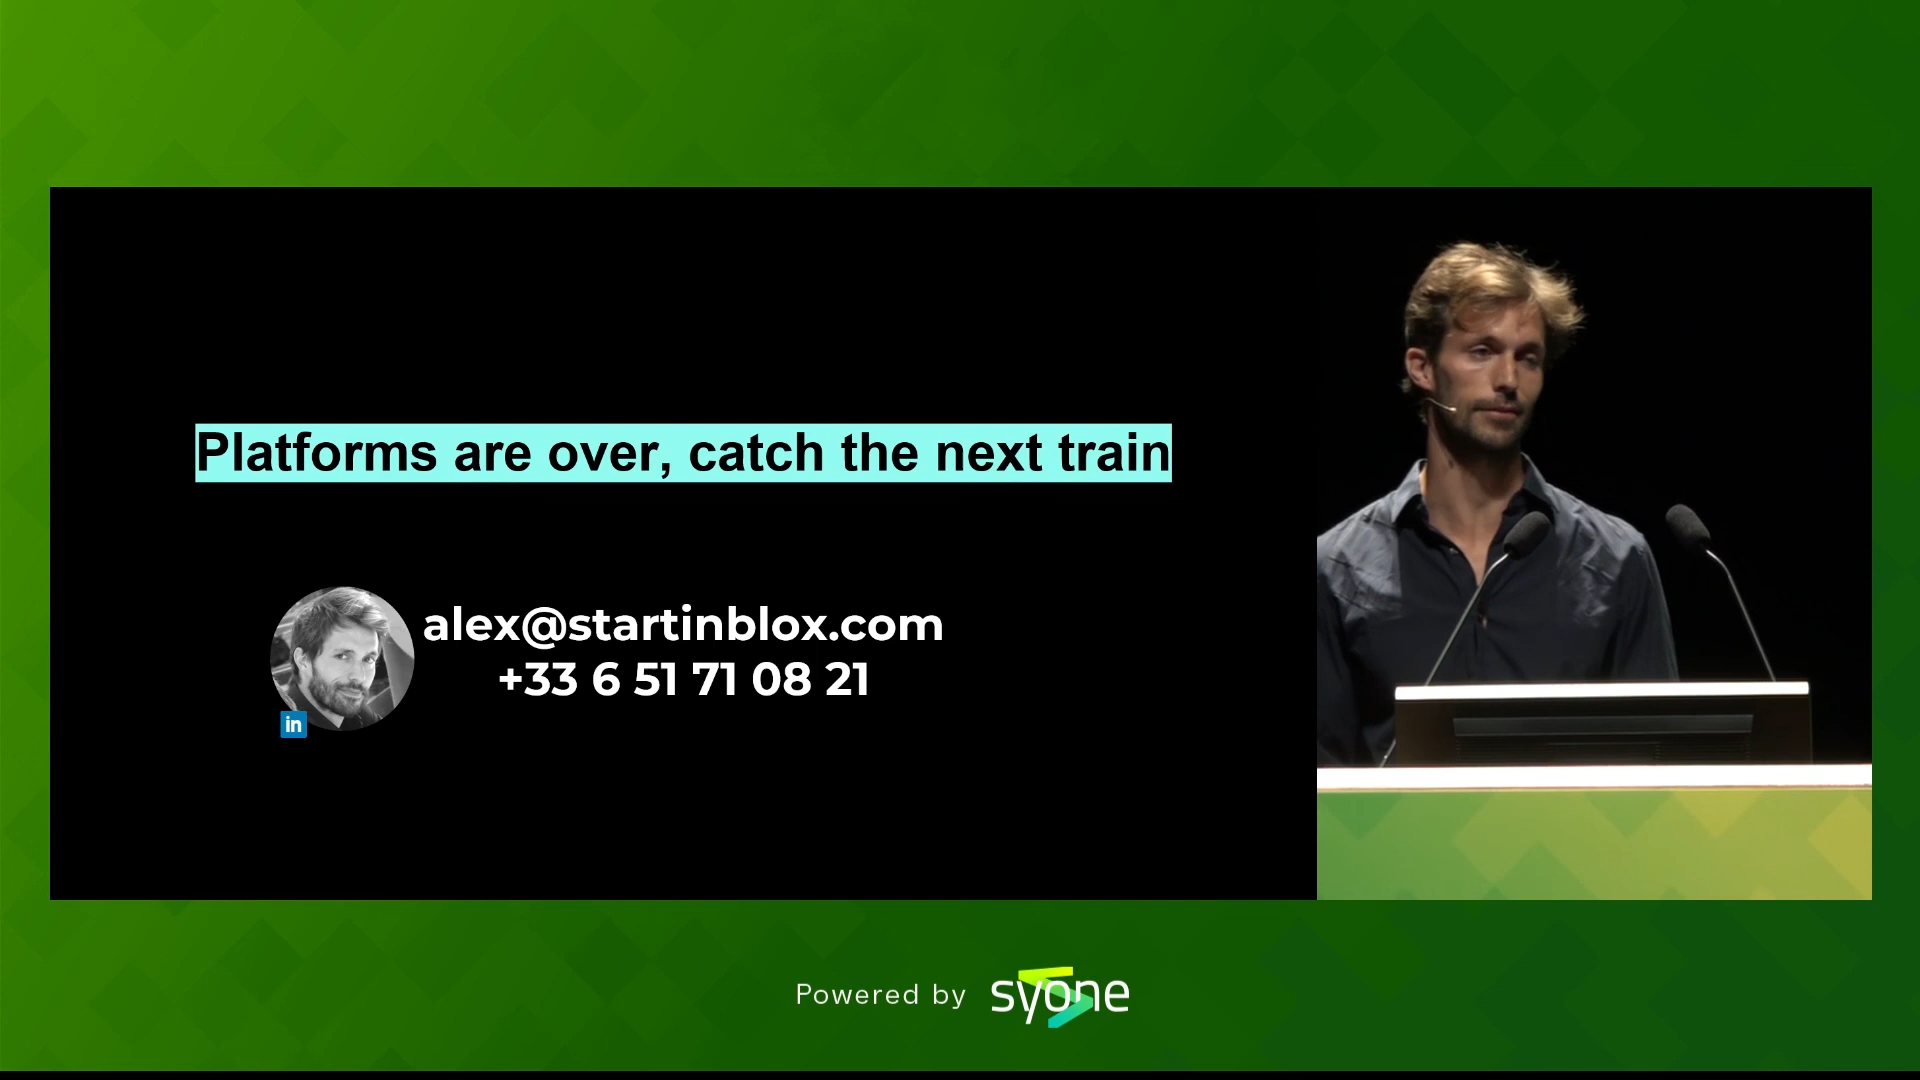 Platforms are over, catch the next train
alex@startinblox.com
+33 6 51 71 08 21
in
Powered by syone